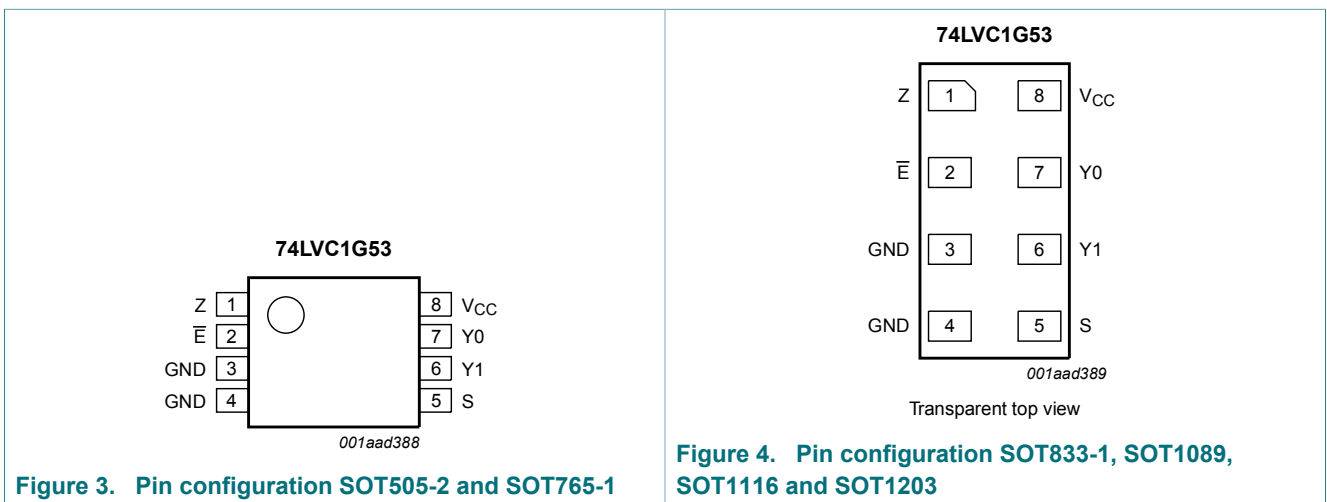 74LVC1G53
Z 1 8 VCC
E̅ 2 7 Y0
GND 3 6 Y1
GND 4 5 S
001aad388
Figure 3. Pin configuration SOT505-2 and SOT765-1
74LVC1G53
Z 1 8 VCC
E̅ 2 7 Y0
GND 3 6 Y1
GND 4 5 S
001aad389
Transparent top view
Figure 4. Pin configuration SOT833-1, SOT1089,
SOT1116 and SOT1203